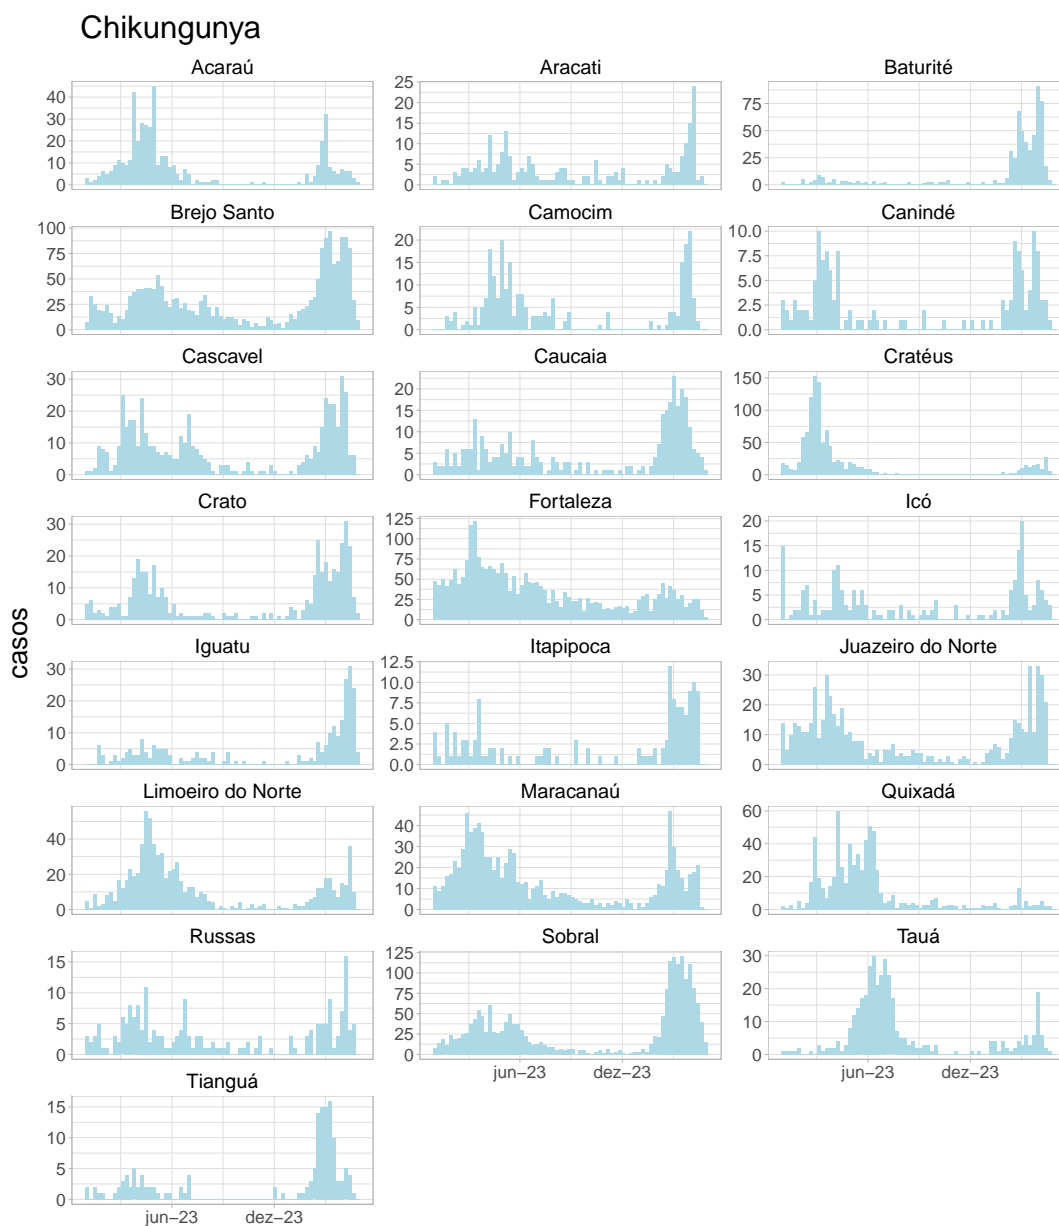 Chikungunya
casos
Acaraú Aracati Baturité
40 30 20 10 0
25 20 15 10 5 0
75 50 25 0
Brejo Santo Camocim Canindé
100 75 50 25 0
20 15 10 5 0
10.0 7.5 5.0 2.5 0.0
Cascavel Caucaia Cratéus
30 20 10 0
20 15 10 5 0
150 100 50 0
Crato Fortaleza Icó
30 20 10 0
125 100 75 50 25 0
20 15 10 5 0
Iguatu Itapipoca Juazeiro do Norte
30 20 10 0
12.5 10.0 7.5 5.0 2.5 0.0
30 20 10 0
Limoeiro do Norte Maracanaú Quixadá
40 20 0
40 30 20 10 0
60 40 20 0
Russas Sobral Tauá
15 10 5 0
125 100 75 50 25 0
30 20 10 0
jun–23 dez–23 jun–23 dez–23
Tianguá
15 10 5 0
jun–23 dez–23